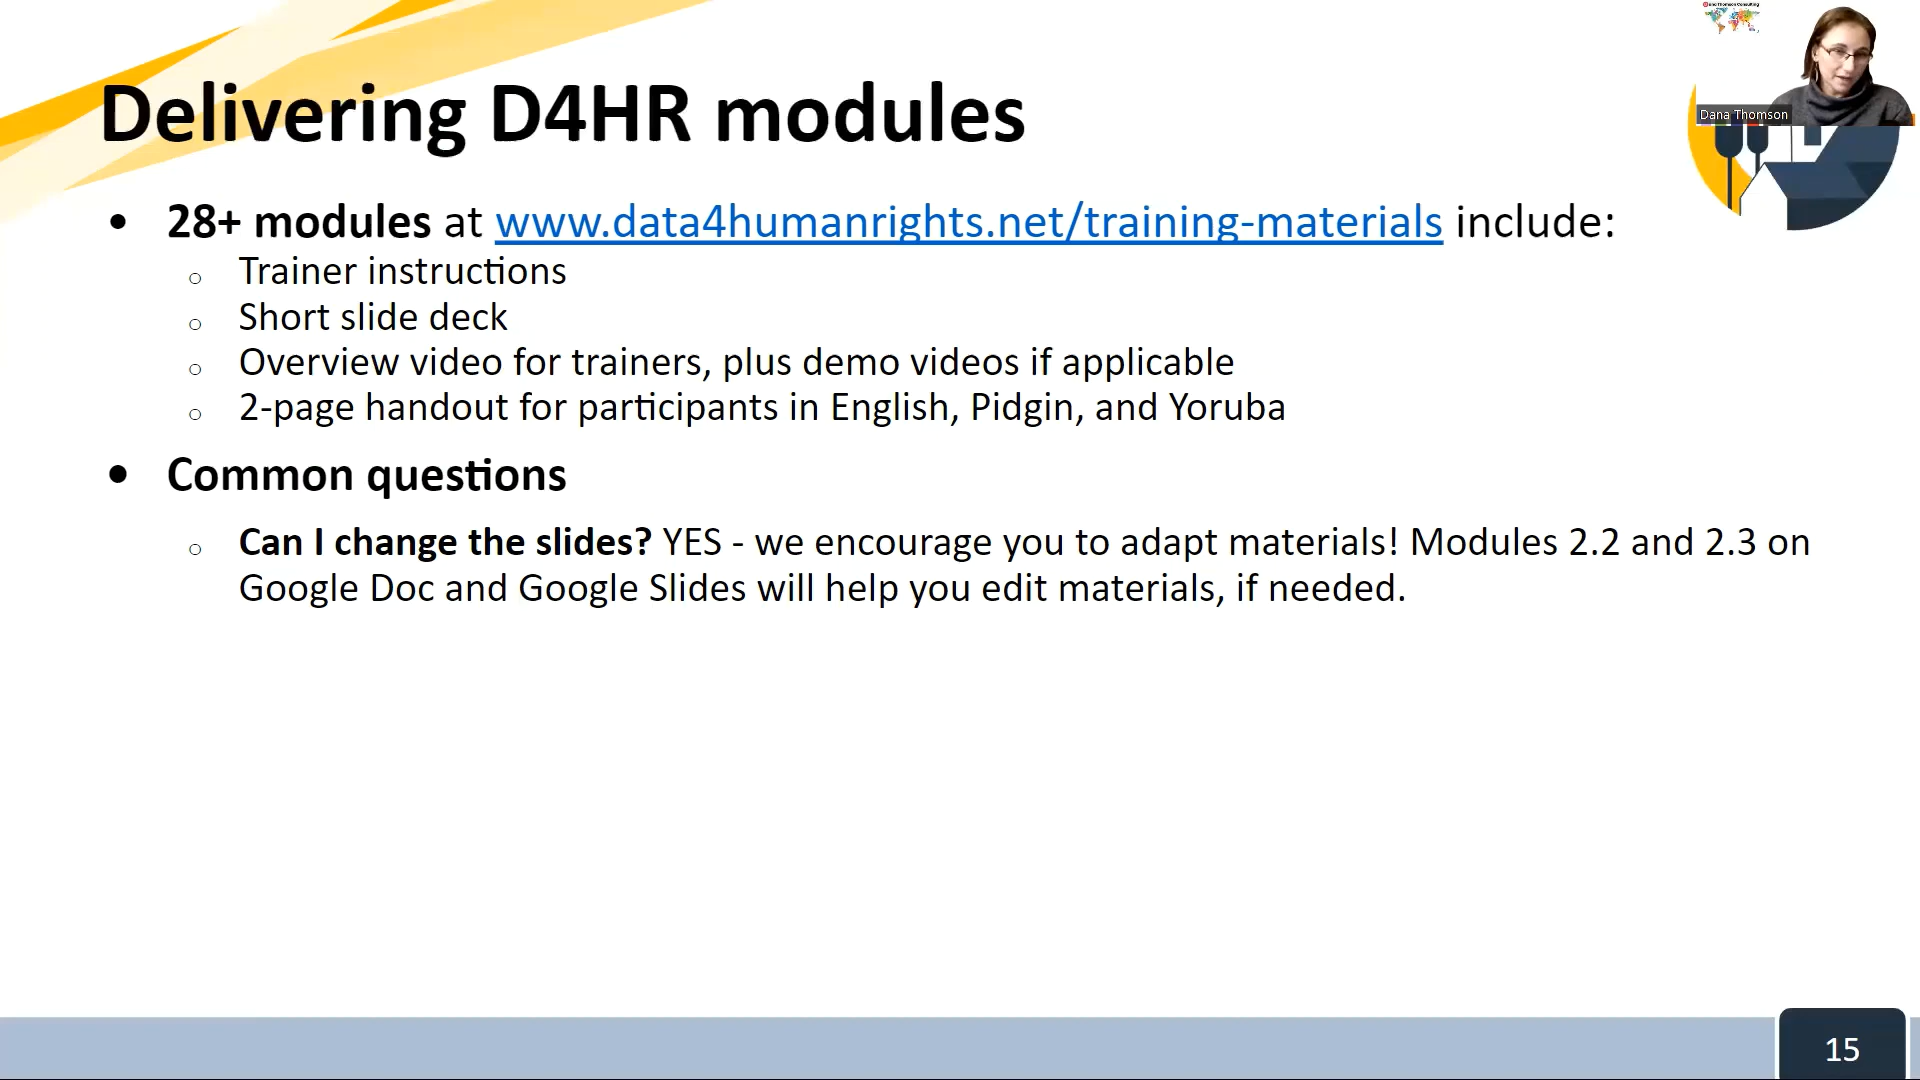 Delivering D4HR modules
Dana Thomson
• 28+ modules at www.data4humanrights.net/training-materials include:
○ Trainer instructions
○ Short slide deck
○ Overview video for trainers, plus demo videos if applicable
○ 2-page handout for participants in English, Pidgin, and Yoruba
• Common questions
○ Can I change the slides? YES - we encourage you to adapt materials! Modules 2.2 and 2.3 on
Google Doc and Google Slides will help you edit materials, if needed.
15